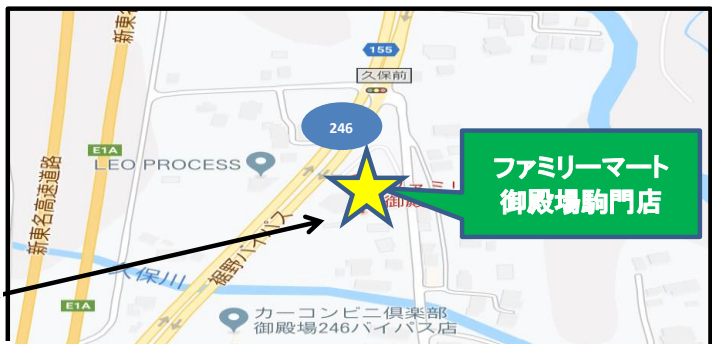 新東
155
久保前
246
E1A
LEO PROCESS
ファミリーマート
御殿場駒門店
新東名高速道路
裾野バイパス
久保川
E1A
カーコンビニ倶楽部
御殿場246バイパス店